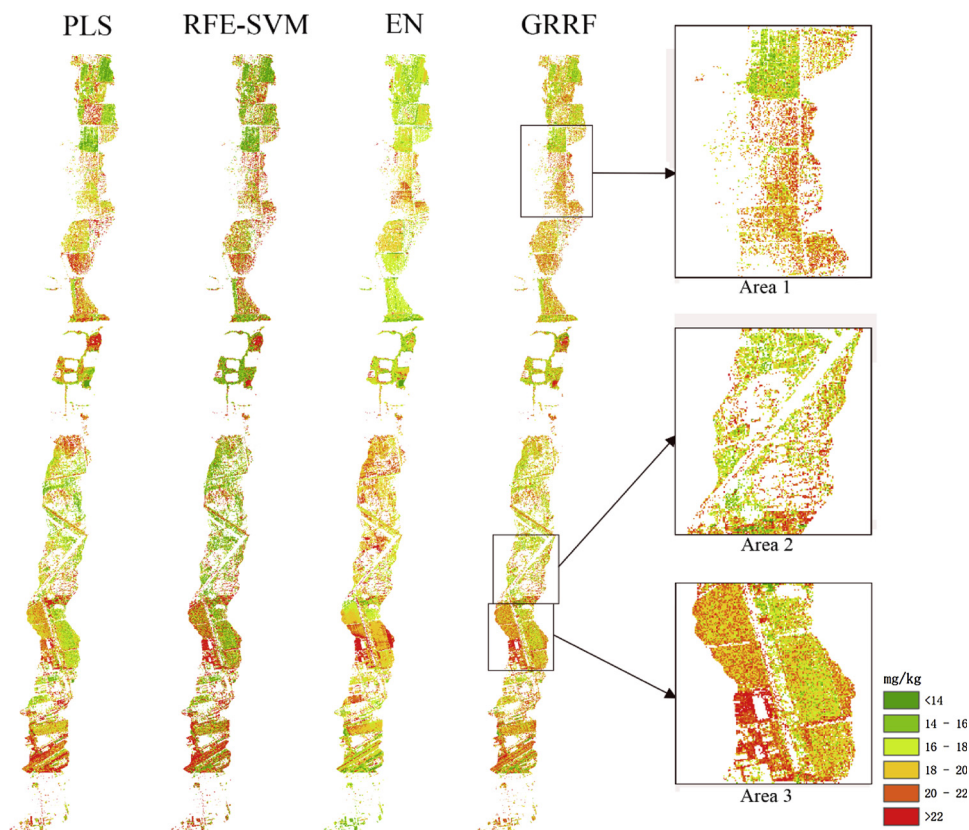 PLS RFE-SVM EN GRRF
Area 1
Area 2
Area 3
mg/kg
<14
14 - 16
16 - 18
18 - 20
20 - 22
>22